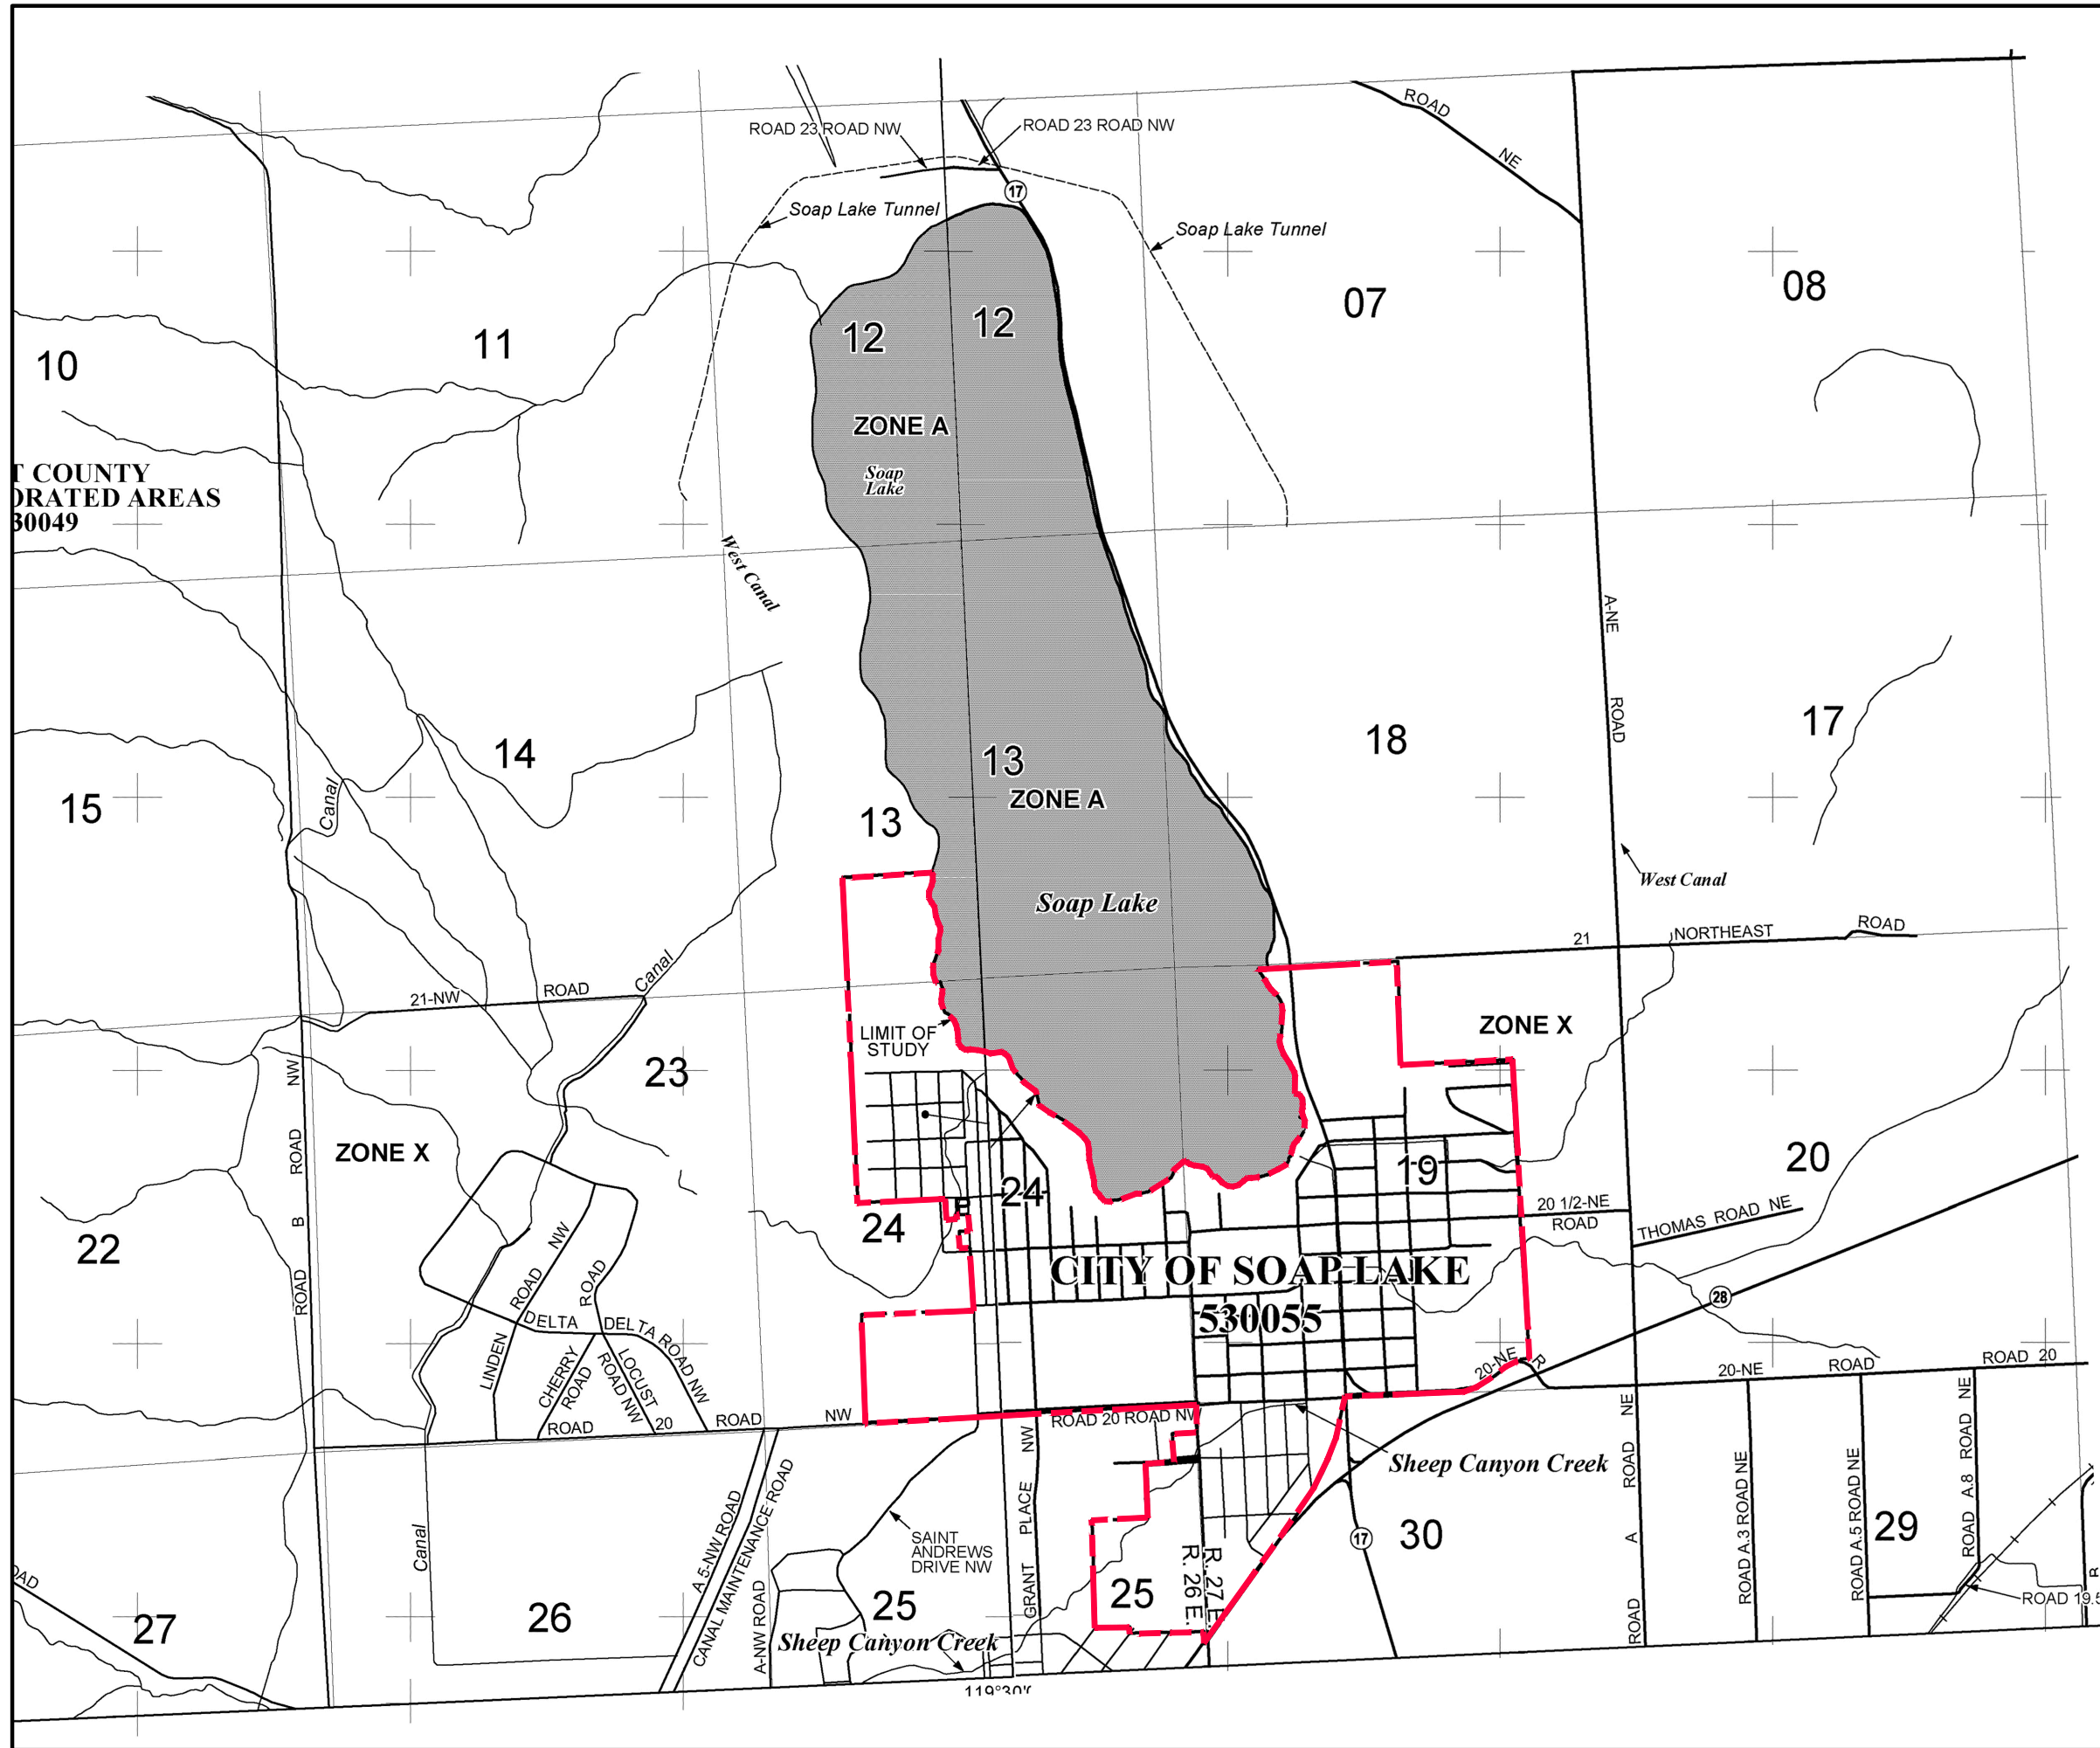 ROAD
NE
ROAD 23 ROAD NW
ROAD 23 ROAD NW
17
Soap Lake Tunnel
Soap Lake Tunnel
07
08
10
11
12
12
ZONE A
Soap
Lake
T COUNTY
ORATED AREAS
30049
West Canal
A-NE
ROAD
14
13
ZONE A
18
17
15
Canal
13
Soap Lake
West Canal
21
NORTHEAST
ROAD
21-NW
ROAD
Canal
LIMIT OF
STUDY
ZONE X
23
NW
ROAD
B
ROAD
ZONE X
24
19
20
22
24
20 1/2-NE
ROAD
THOMAS ROAD NE
CITY OF SOAP LAKE
530055
28
ROAD
NW
ROAD
DELTA
DELTA ROAD NW
LINDEN
CHERRY
ROAD
LOCUST
ROAD NW
ROAD
20
ROAD
NW
ROAD 20 ROAD NW
20-NE
R
20-NE
ROAD
ROAD 20
Sheep Canyon Creek
Canal
A 5-NW ROAD
CANAL MAINTENANCE ROAD
A-NW ROAD
SAINT
ANDREWS
DRIVE NW
GRANT
PLACE
NW
R. 26 E.
R. 27 E.
17
30
NE
ROAD
A
ROAD
ROAD A.3 ROAD NE
ROAD A.5 ROAD NE
29
ROAD A.8 ROAD NE
ROAD 19.5
R
OAD
27
26
25
25
Sheep Canyon Creek
119°30'0